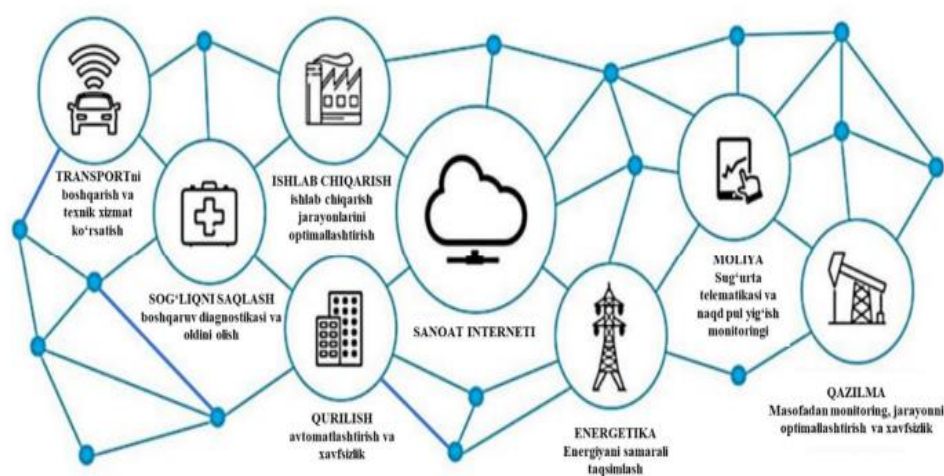 TRANSPORTni
boshqarish va
texnik xizmat
ko‘rsatish
ISHLAB CHIQARISH
ishlab chiqarish
jarayonlarini
optimallashtirish
SOG‘LIQNI SAQLASH
boshqaruv diagnostikasi va
oldini olish
SANOAT INTERNETI
MOLIYA
Sug‘urta
telematikasi va
naqd pul yig‘ish
monitoringi
QURILISH
avtomatlashtirish va
xavfsizlik
ENERGETIKA
Energiyani samarali
taqsimlash
QAZILMA
Masofadan monitoring, jarayonni
optimallashtirish va xavfsizlik